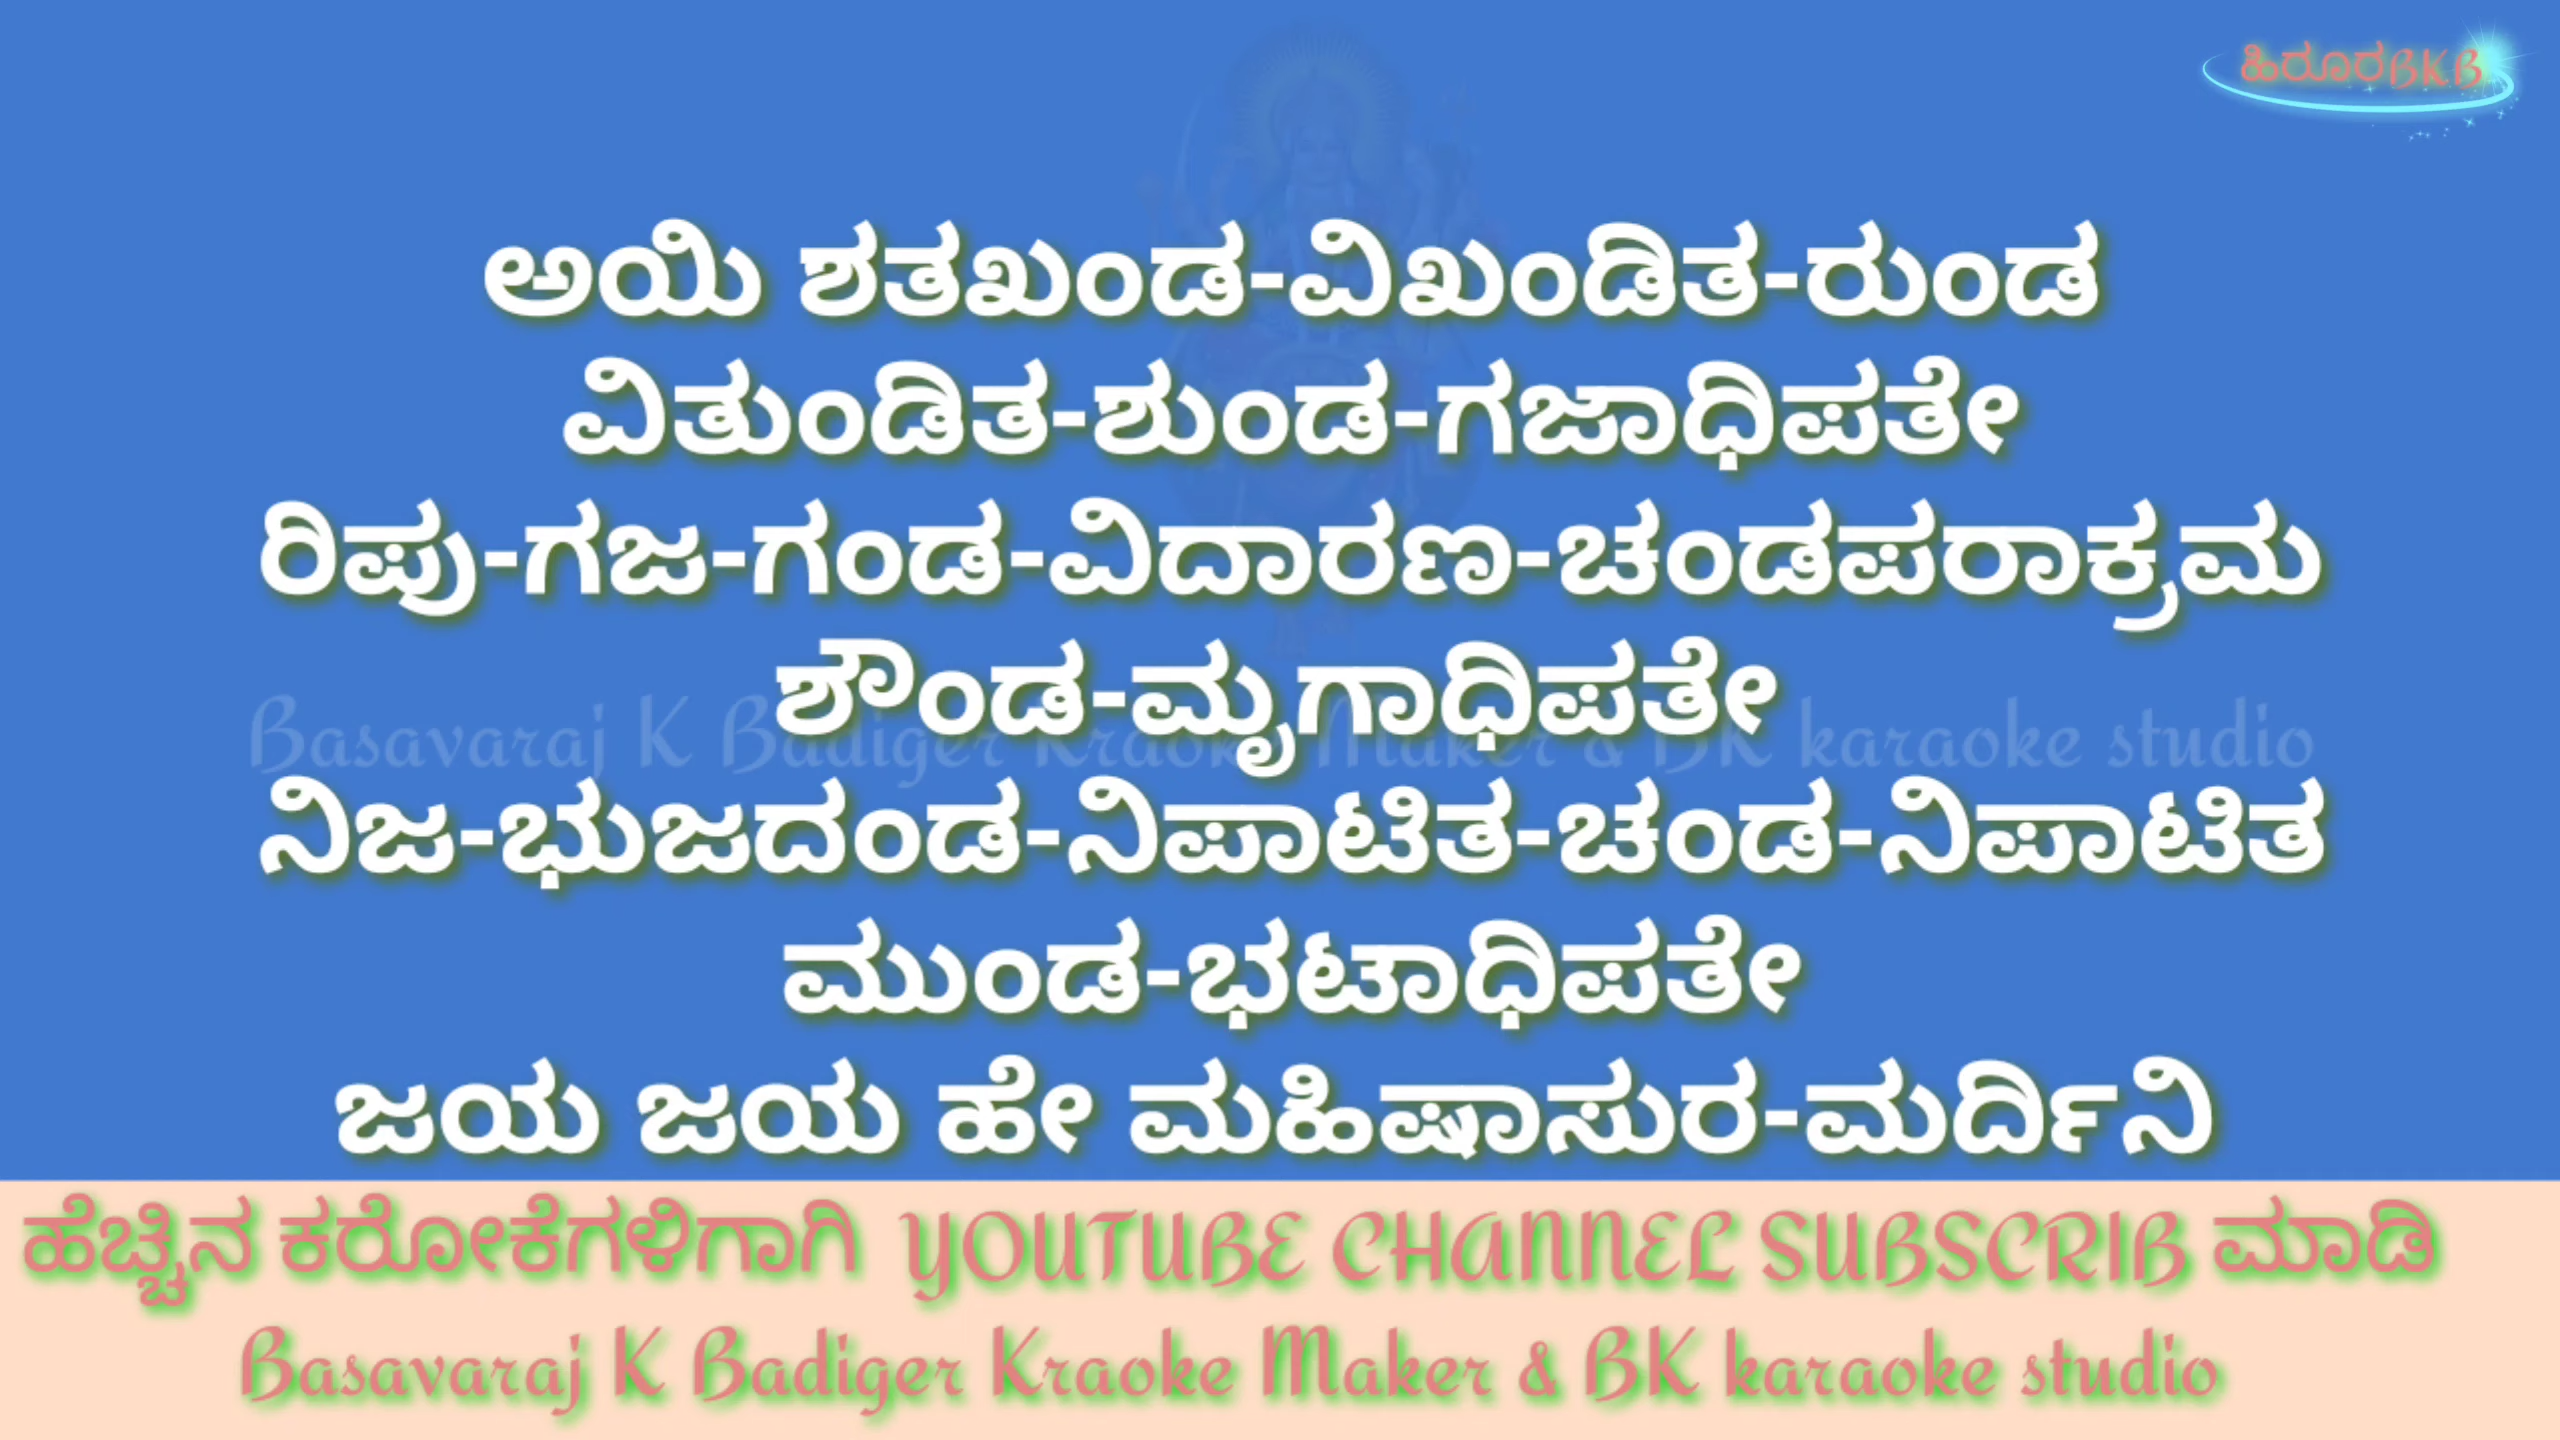 ಹಿರೂರBKB
ಅಯಿ ಶತಖಂಡ-ವಿಖಂಡಿತ-ರುಂಡ
ವಿತುಂಡಿತ-ಶುಂಡ-ಗಜಾಧಿಪತೇ
ರಿಪು-ಗಜ-ಗಂಡ-ವಿದಾರಣ-ಚಂಡಪರಾಕ್ರಮ
ಶೌಂಡ-ಮೃಗಾಧಿಪತೇ
Basavaraj K Badiger Kraoke Maker & BK karaoke studio
ನಿಜ-ಭುಜದಂಡ-ನಿಪಾಟಿತ-ಚಂಡ-ನಿಪಾಟಿತ
ಮುಂಡ-ಭಟಾಧಿಪತೇ
ಜಯ ಜಯ ಹೇ ಮಹಿಷಾಸುರ-ಮರ್ದಿನಿ
ಹೆಚ್ಚಿನ ಕರೋಕೆಗಳಿಗಾಗಿ YOUTUBE CHANNEL SUBSCRIB ಮಾಡಿ
Basavaraj K Badiger Kraoke Maker & BK karaoke studio